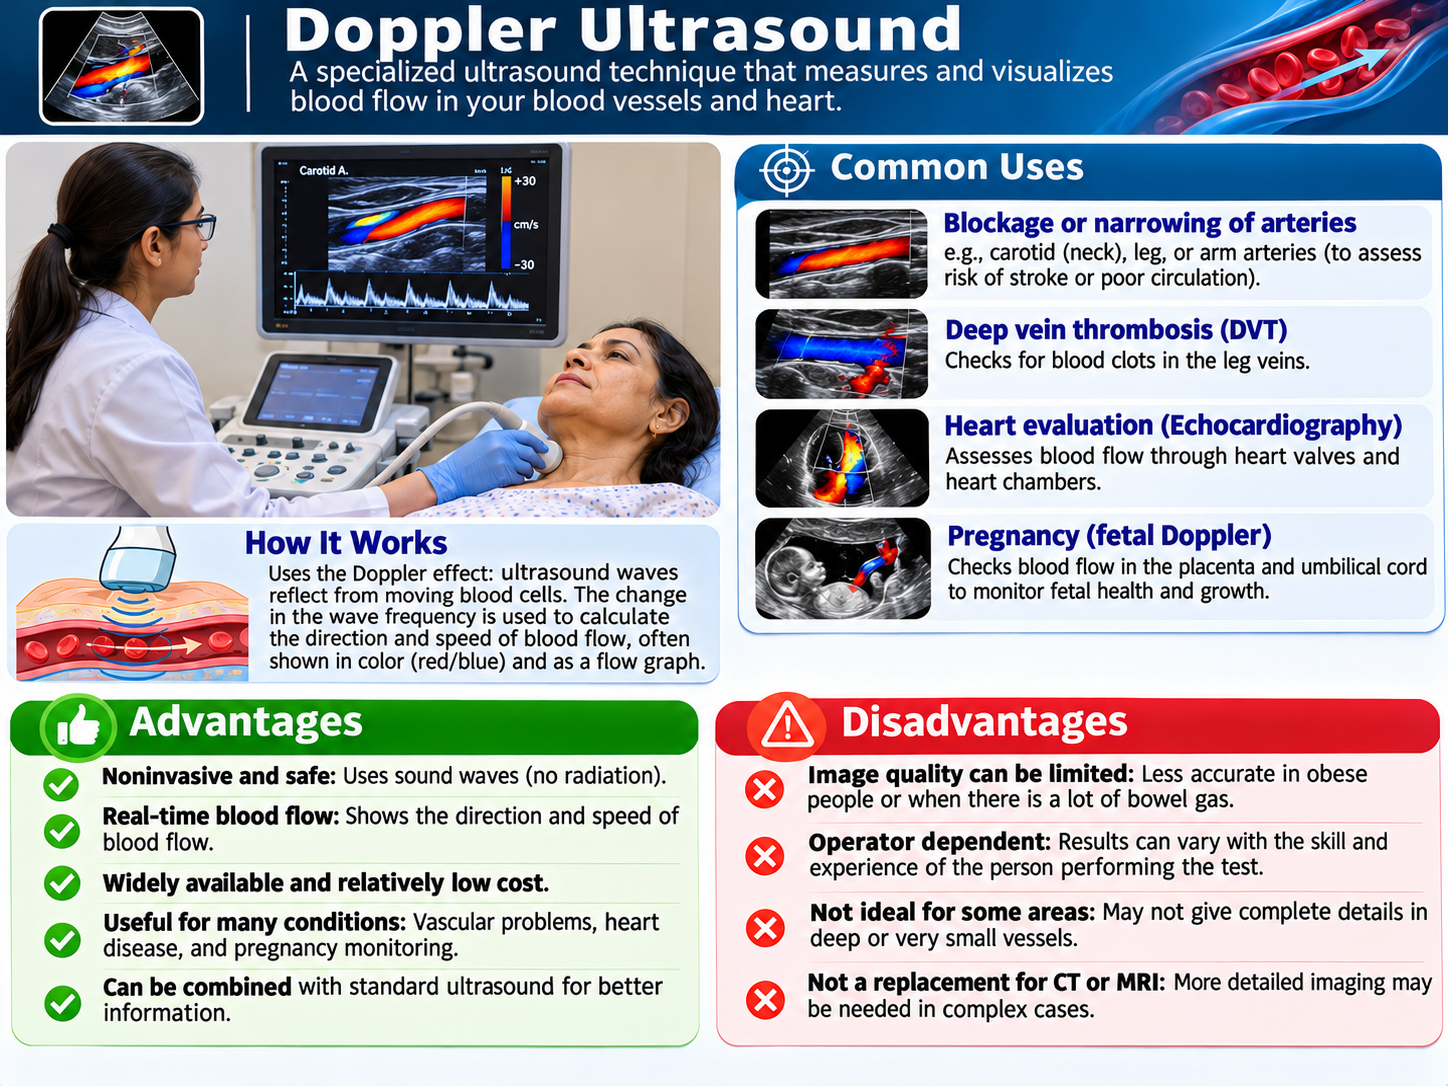 Doppler Ultrasound
A specialized ultrasound technique that measures and visualizes
blood flow in your blood vessels and heart.
Carotid A.
+30
cm/s
-30
How It Works
Uses the Doppler effect: ultrasound waves
reflect from moving blood cells. The change
in the wave frequency is used to calculate
the direction and speed of blood flow, often
shown in color (red/blue) and as a flow graph.
Common Uses
Blockage or narrowing of arteries
e.g., carotid (neck), leg, or arm arteries (to assess
risk of stroke or poor circulation).
Deep vein thrombosis (DVT)
Checks for blood clots in the leg veins.
Heart evaluation (Echocardiography)
Assesses blood flow through heart valves and
heart chambers.
Pregnancy (fetal Doppler)
Checks blood flow in the placenta and umbilical cord
to monitor fetal health and growth.
Advantages
Noninvasive and safe: Uses sound waves (no radiation).
Real-time blood flow: Shows the direction and speed of
blood flow.
Widely available and relatively low cost.
Useful for many conditions: Vascular problems, heart
disease, and pregnancy monitoring.
Can be combined with standard ultrasound for better
information.
Disadvantages
Image quality can be limited: Less accurate in obese
people or when there is a lot of bowel gas.
Operator dependent: Results can vary with the skill and
experience of the person performing the test.
Not ideal for some areas: May not give complete details in
deep or very small vessels.
Not a replacement for CT or MRI: More detailed imaging may
be needed in complex cases.